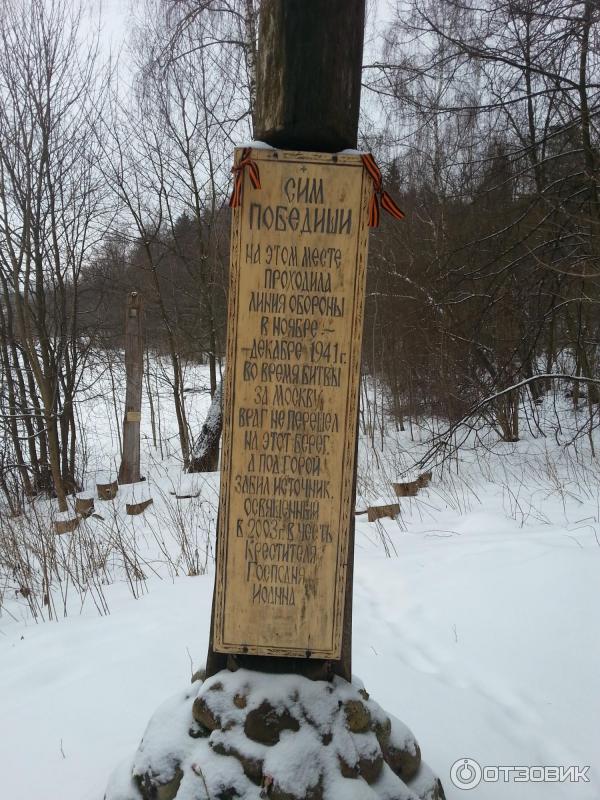 СИМ
ПОБЕДИШИ
НА ЭТОМ МЕСТЕ
ПРОХОДИЛА
ЛИНИЯ ОБОРОНЫ
В НОЯБРЕ -
-ДЕКАБРЕ 1941 г.
ВО ВРЕМЯ БИТВЫ
ЗА МОСКВУ,
ВРАГ НЕ ПЕРЕШЕЛ
НА ЭТОТ БЕРЕГ.
А ПОД ГОРОЙ
ЗАБИЛ ИСТОЧНИК,
ОСВЯЩЕННЫЙ
В 2003 г. В ЧЕСТЬ
КРЕСТИТЕЛЯ
ГОСПОДНЯ
ИОАННА
ОТЗОВИК